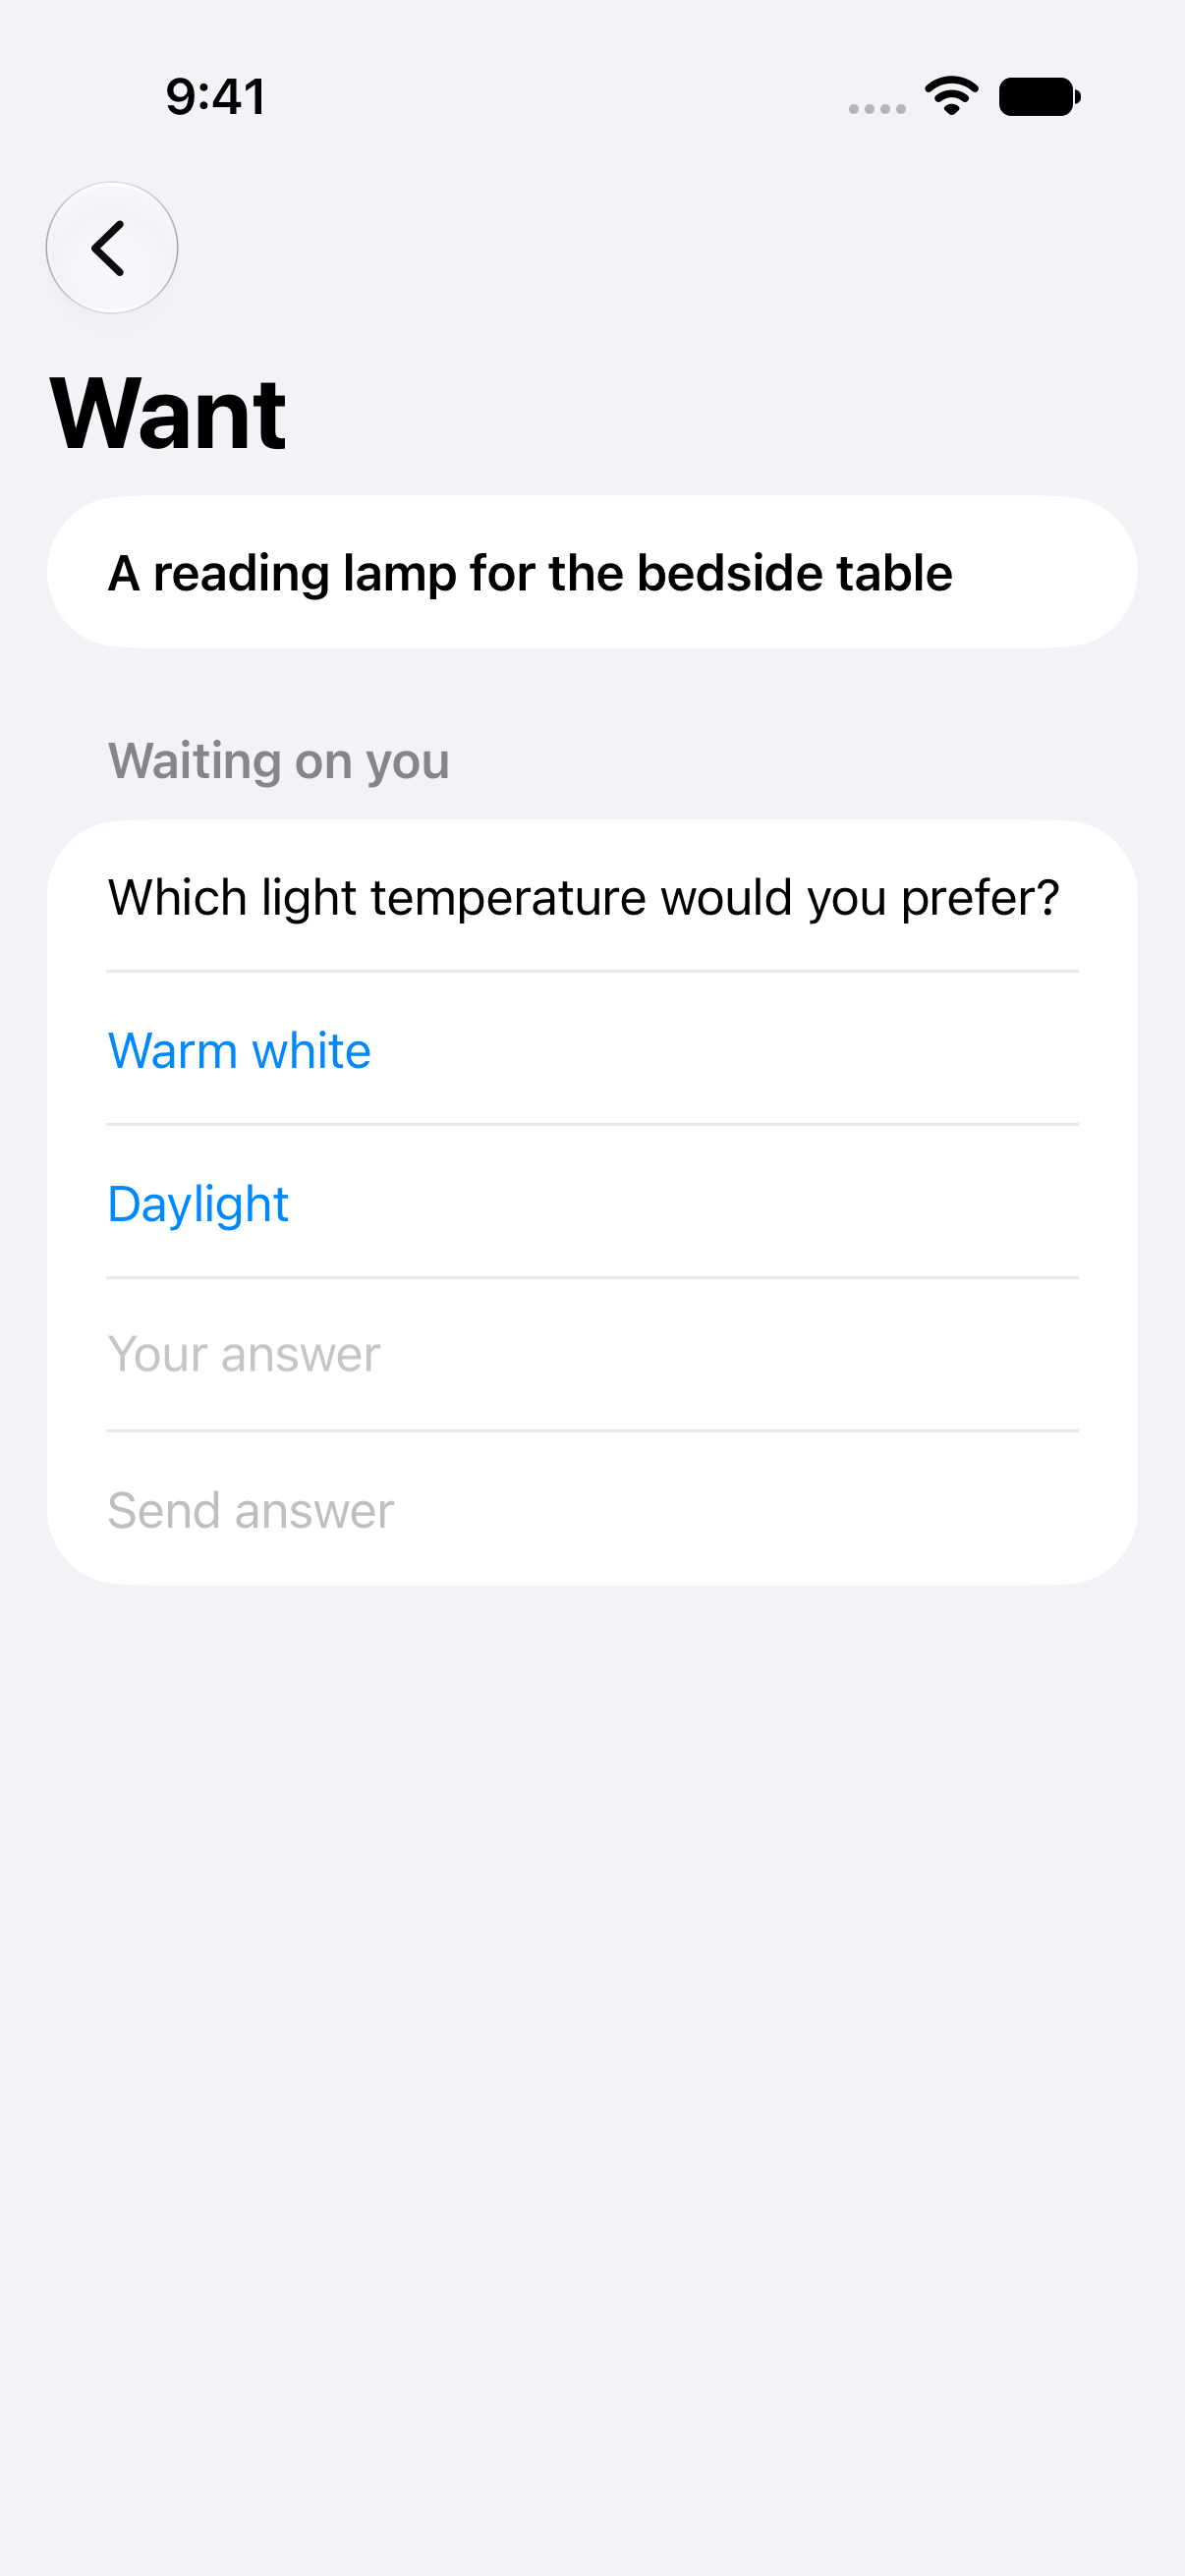 9:41
Want
A reading lamp for the bedside table
Waiting on you
Which light temperature would you prefer?
Warm white
Daylight
Your answer
Send answer